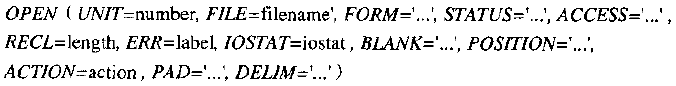 OPEN ( UNIT=number, FILE=filename', FORM='...', STATUS='...', ACCESS='...' ,
RECL=length, ERR=label, IOSTAT=iostat , BLANK='...', POSITION='...',
ACTION=action , PAD='...', DELIM='...' )